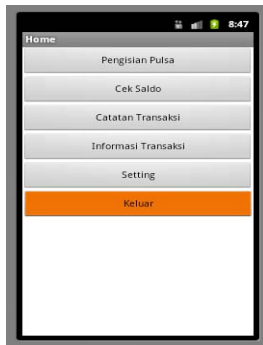 8:47
Home
Pengisian Pulsa
Cek Saldo
Catatan Transaksi
Informasi Transaksi
Setting
Keluar